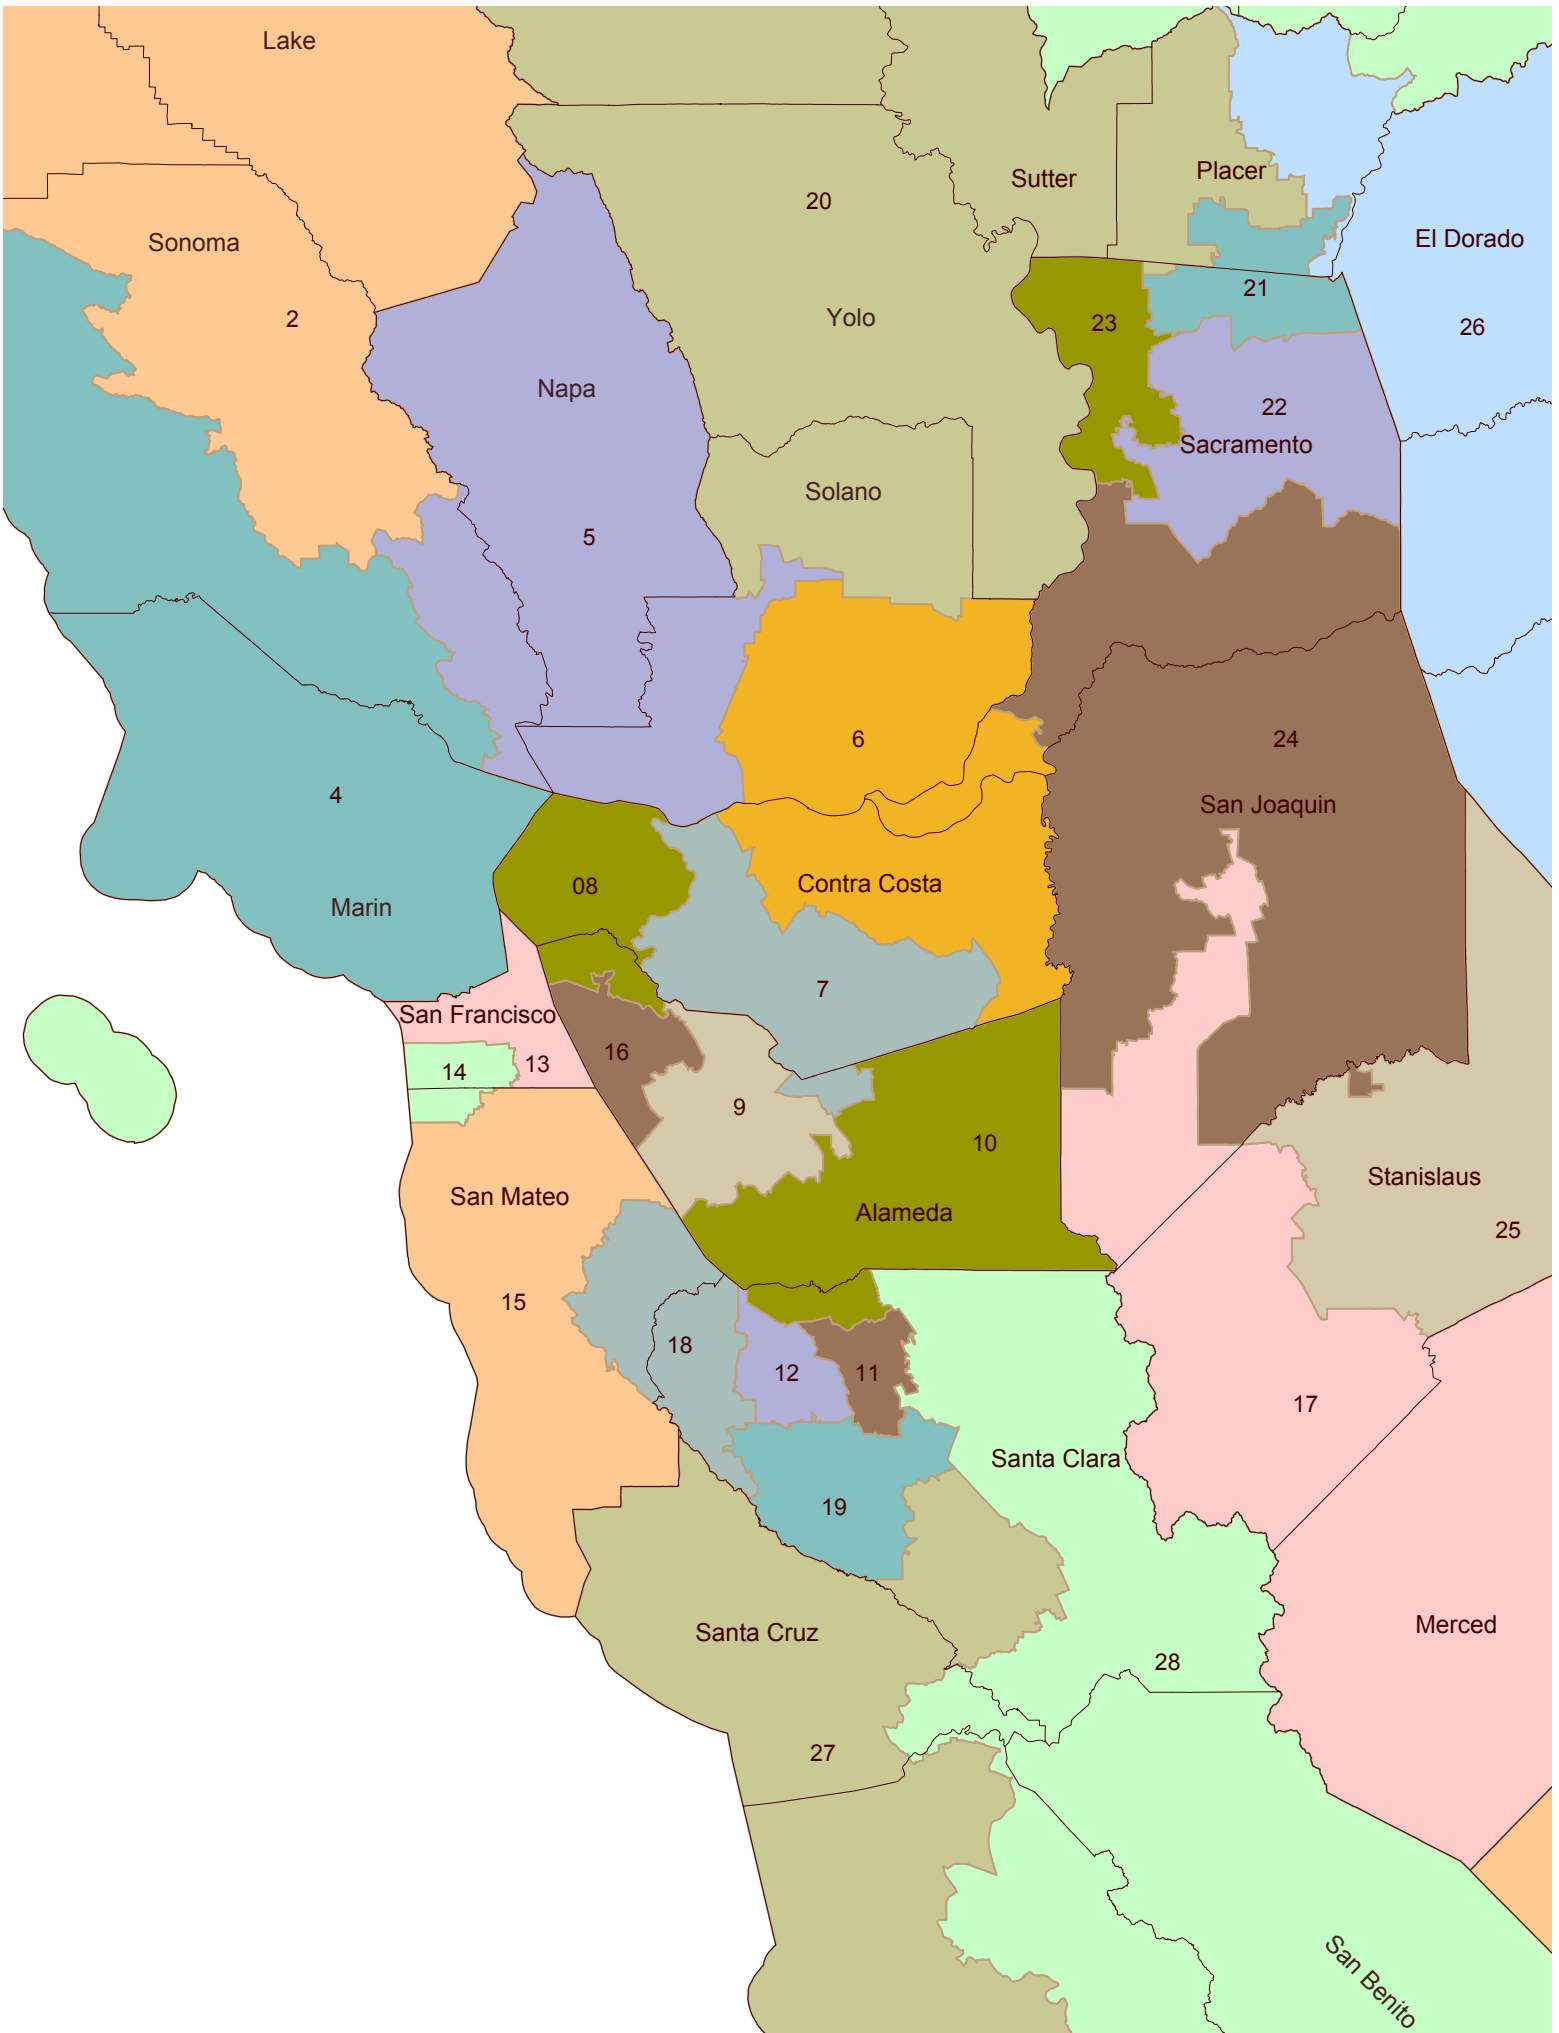 Lake
Placer
Sutter
20
Sonoma
El Dorado
21
2
Yolo
23
26
Napa
22
Sacramento
Solano
5
6
24
4
San Joaquin
Contra Costa
08
Marin
7
San Francisco
16
13
14
9
10
Stanislaus
San Mateo
Alameda
25
15
18
12
11
17
Santa Clara
19
Merced
Santa Cruz
28
27
San Benito